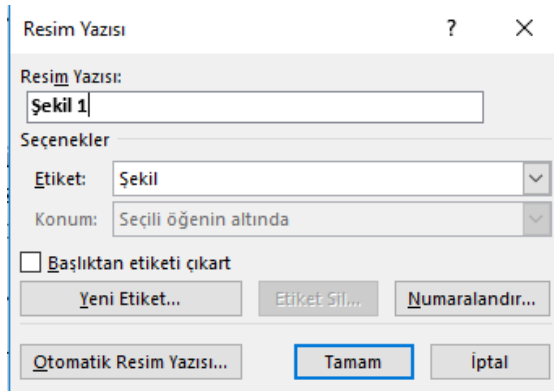 Resim Yazısı
?
Resim Yazısı:
Şekil 1
Seçenekler
Etiket: Şekil
Konum: Seçili öğenin altında
Başlıktan etiketi çıkart
Yeni Etiket... Etiket Sil... Numaralandır...
Otomatik Resim Yazısı... Tamam İptal